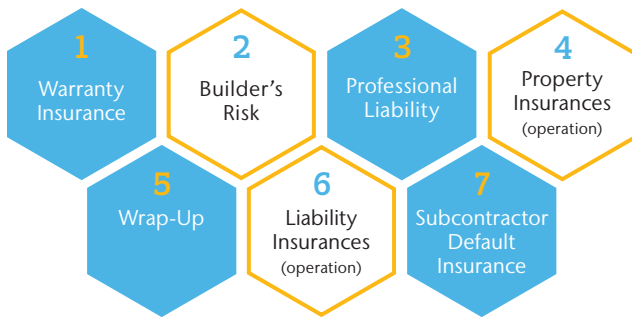 1
Warranty
Insurance
2
Builder’s
Risk
3
Professional
Liability
4
Property
Insurances
(operation)
5
Wrap-Up
6
Liability
Insurances
(operation)
7
Subcontractor
Default
Insurance